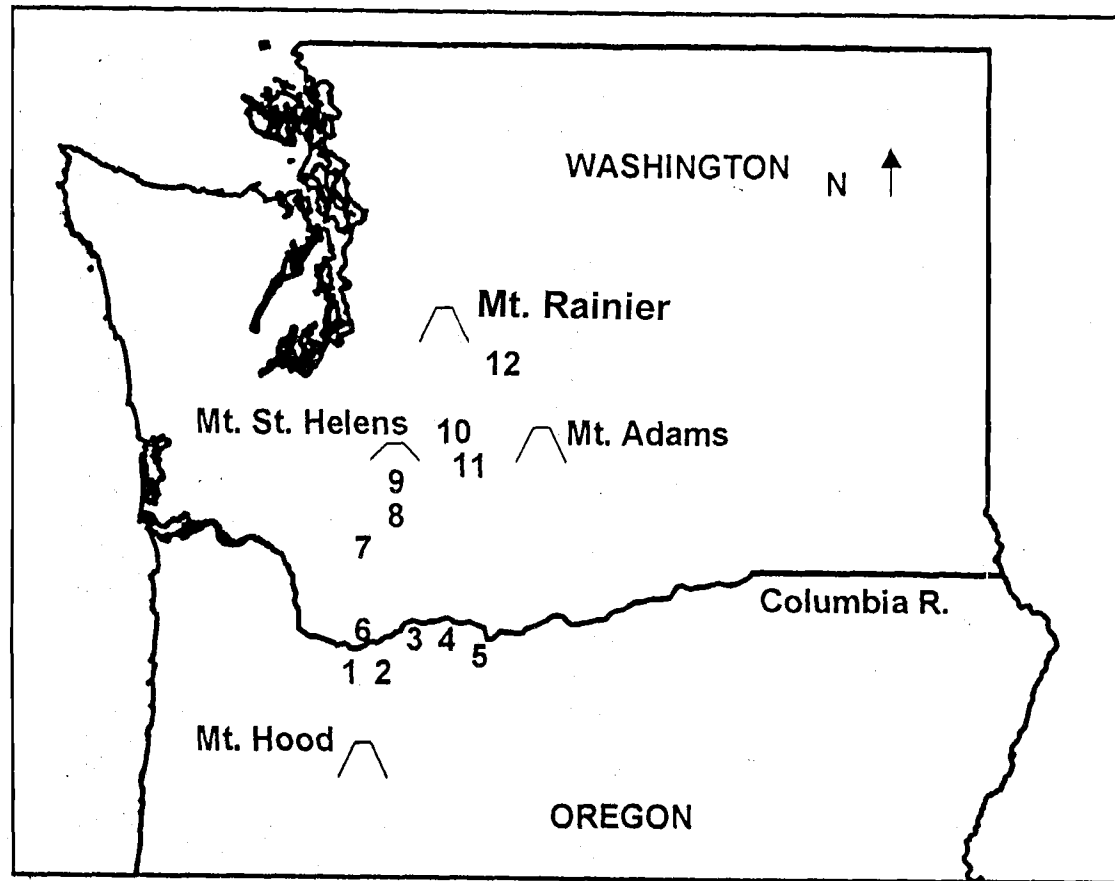 WASHINGTON
N
Mt. Rainier
12
Mt. St. Helens
10
Mt. Adams
11
9
8
7
Columbia R.
6
3
4
5
1
2
Mt. Hood
OREGON